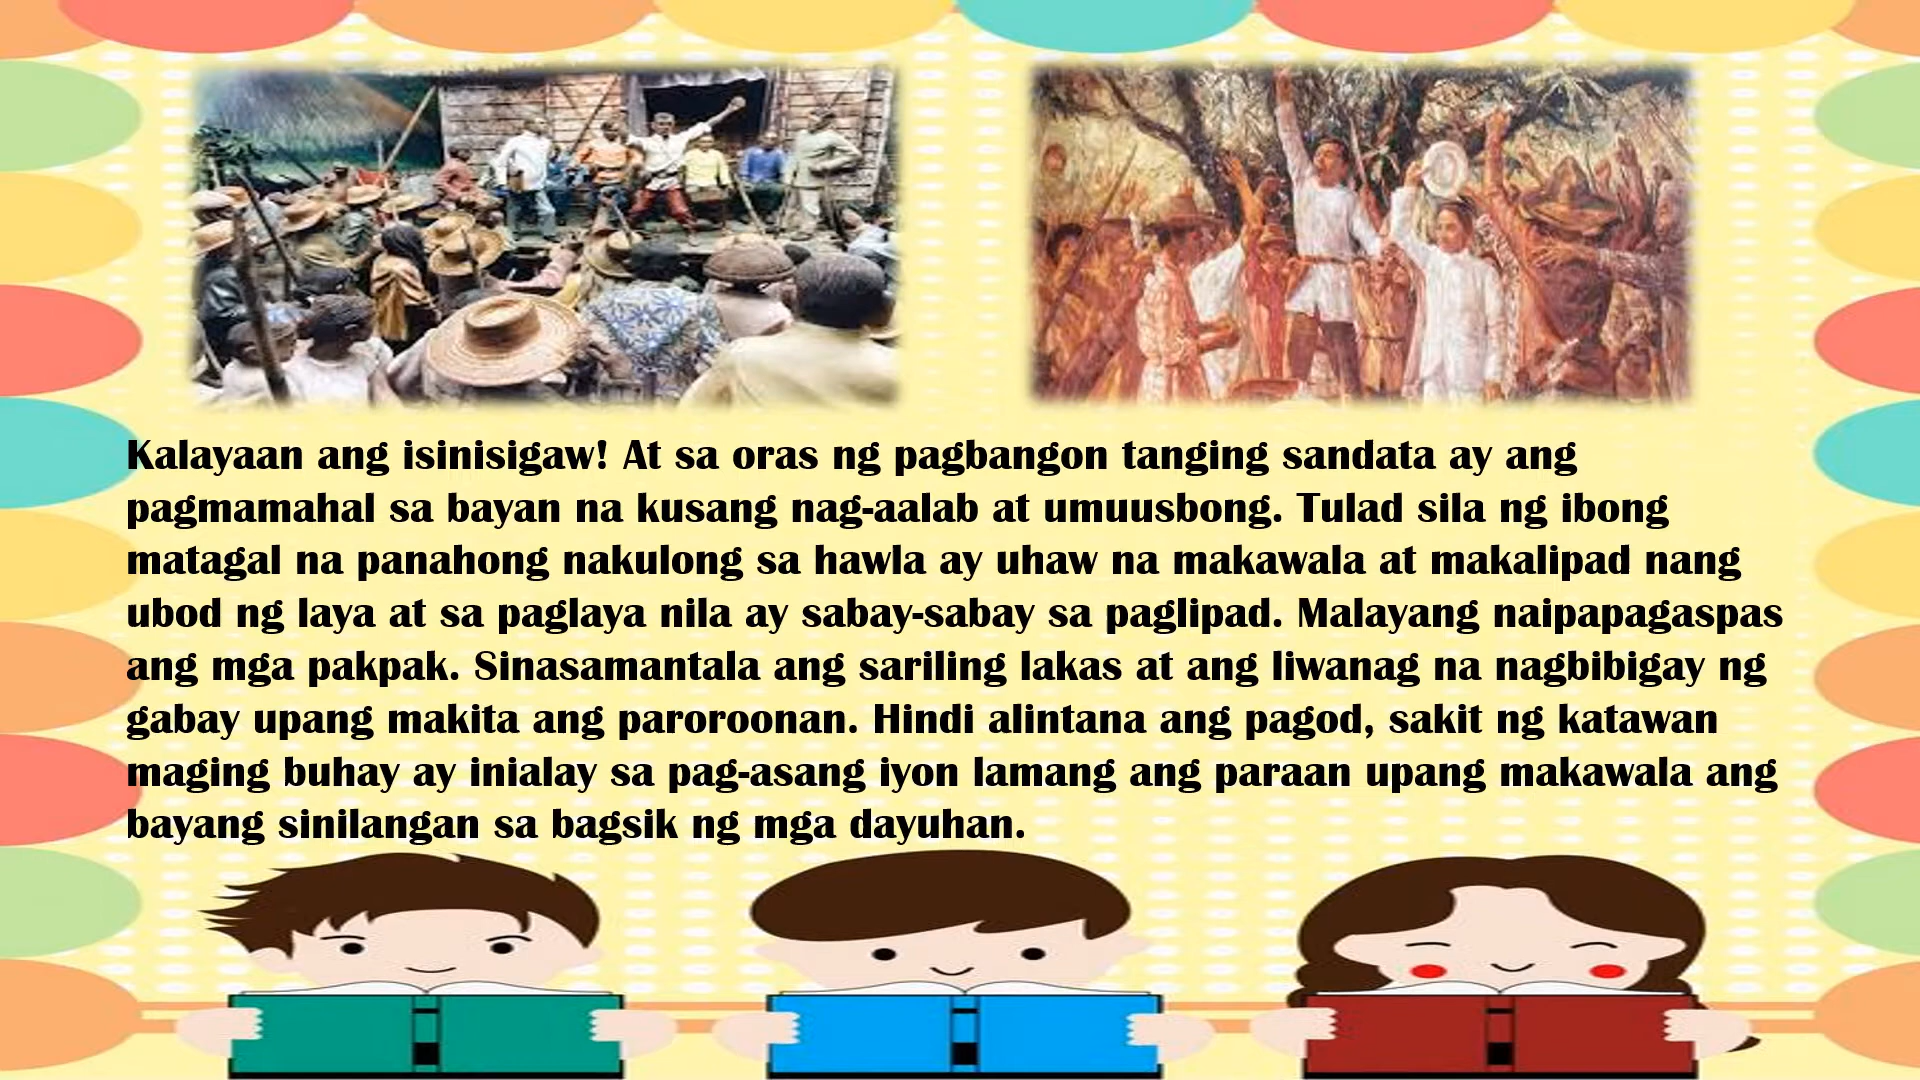 Kalayaan ang isinisigaw! At sa oras ng pagbangon tanging sandata ay ang
pagmamahal sa bayan na kusang nag-aalab at umuusbong. Tulad sila ng ibong
matagal na panahong nakulong sa hawla ay uhaw na makawala at makalipad nang
ubod ng laya at sa paglaya nila ay sabay-sabay sa paglipad. Malayang naipapagaspas
ang mga pakpak. Sinasamantala ang sariling lakas at ang liwanag na nagbibigay ng
gabay upang makita ang paroroonan. Hindi alintana ang pagod, sakit ng katawan
maging buhay ay inialay sa pag-asang iyon lamang ang paraan upang makawala ang
bayang sinilangan sa bagsik ng mga dayuhan.